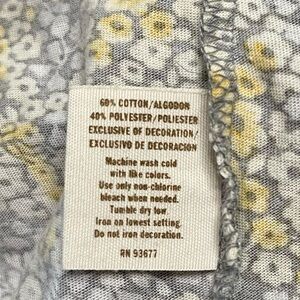 60% COTTON/ALGODON
40% POLYESTER/POLIESTER
EXCLUSIVE OF DECORATION/
EXCLUSIVO DE DECORACION
Machine wash cold
with like colors.
Use only non-chlorine
bleach when needed.
Tumble dry low.
Iron on lowest setting.
Do not iron decoration.
RN 93677